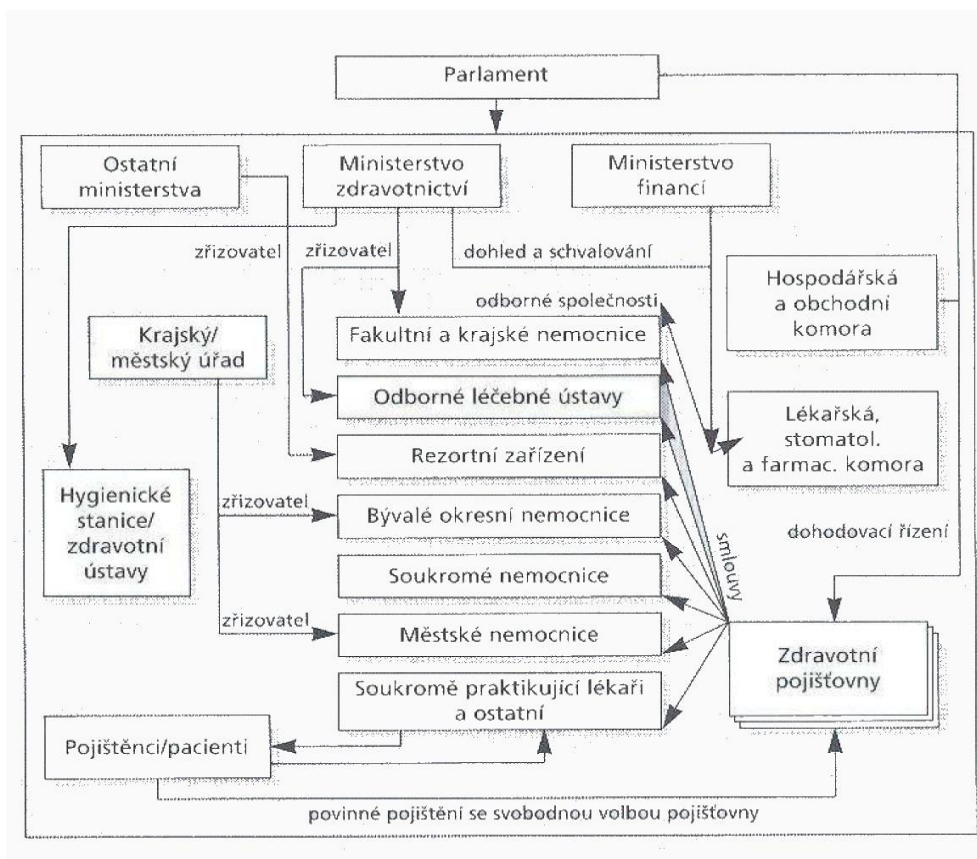 Parlament
Ostatní
ministerstva
Ministerstvo
zdravotnictví
Ministerstvo
financí
zřizovatel
zřizovatel
dohled a schvalování
Hospodářská
a obchodní
komora
odborné společnosti
Krajský/
městský úřad
Fakultní a krajské nemocnice
Odborné léčebné ústavy
Lékařská,
stomatol.
a farmac. komora
Rezortní zařízení
Hygienické
stanice/
zdravotní
ústavy
zřizovatel
Bývalé okresní nemocnice
smlouvy
dohodovací řízení
Soukromé nemocnice
zřizovatel
Městské nemocnice
Zdravotní
pojišťovny
Soukromě praktikující lékaři
a ostatní
Pojištěnci/pacienti
povinné pojištění se svobodnou volbou pojišťovny